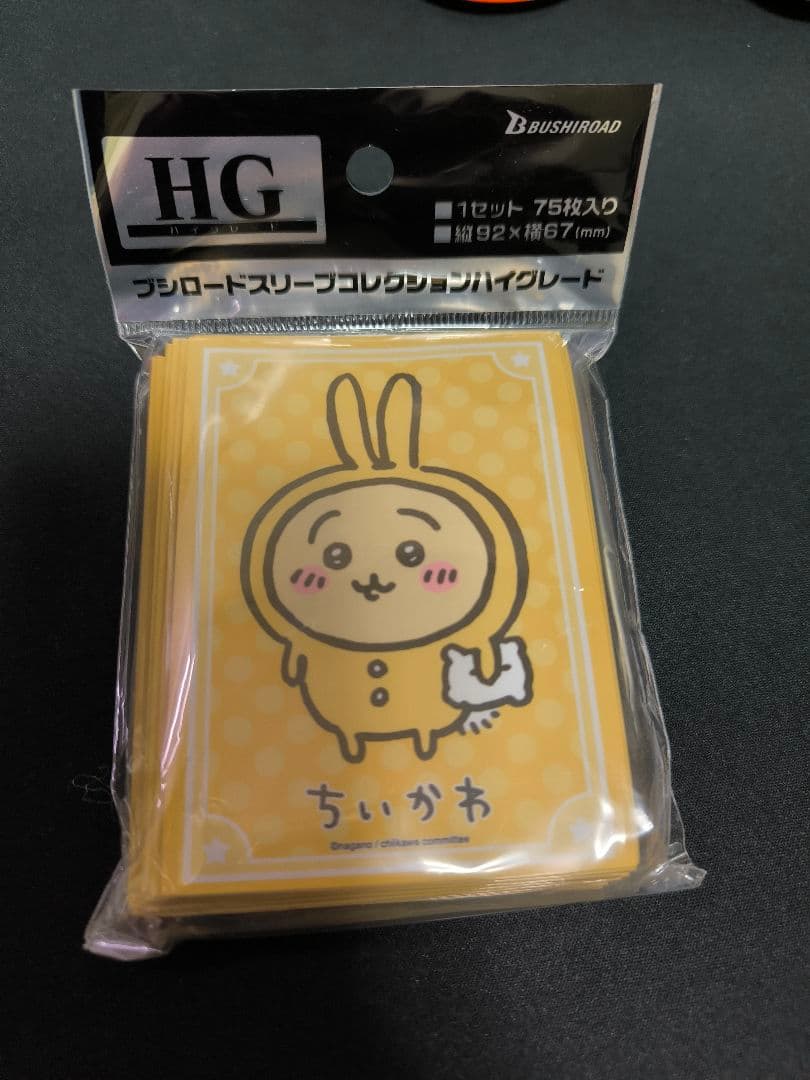 HG
ハイグレード
BUSHIROAD
■1セット 75枚入り
■縦92×横67(mm)
ブシロードスリーブコレクションハイグレード
ちいかわ
©nagano / chiikawa committee